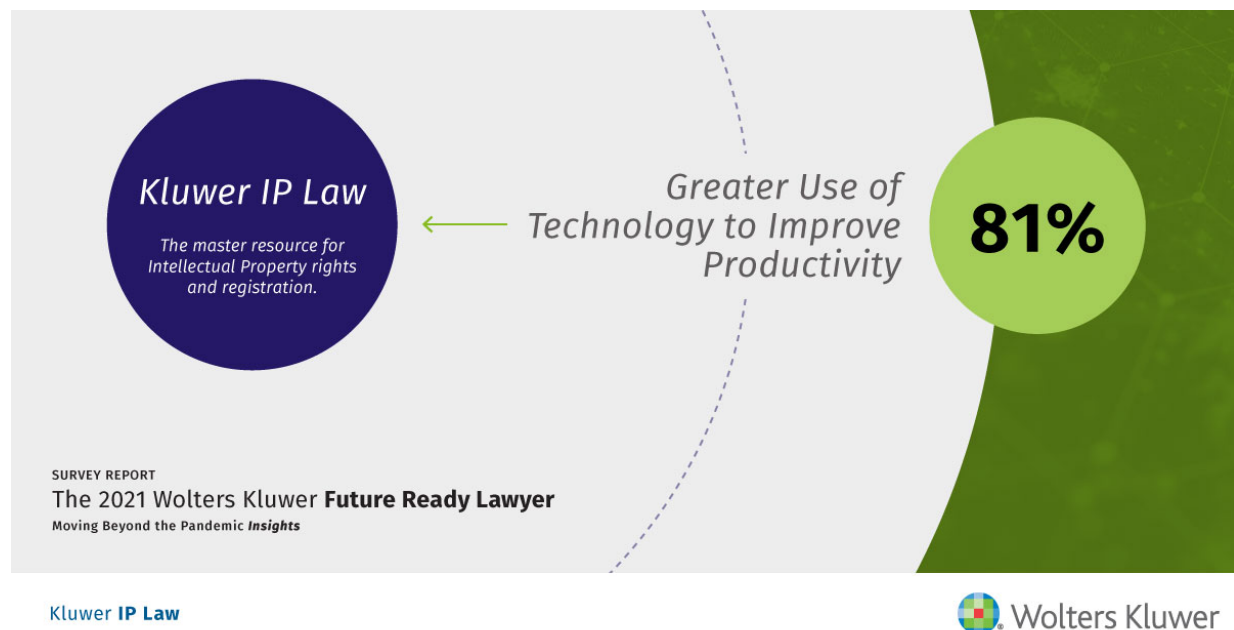 Kluwer IP Law
The master resource for
Intellectual Property rights
and registration.
Greater Use of
Technology to Improve
Productivity
81%
SURVEY REPORT
The 2021 Wolters Kluwer Future Ready Lawyer
Moving Beyond the Pandemic Insights
Kluwer IP Law
Wolters Kluwer